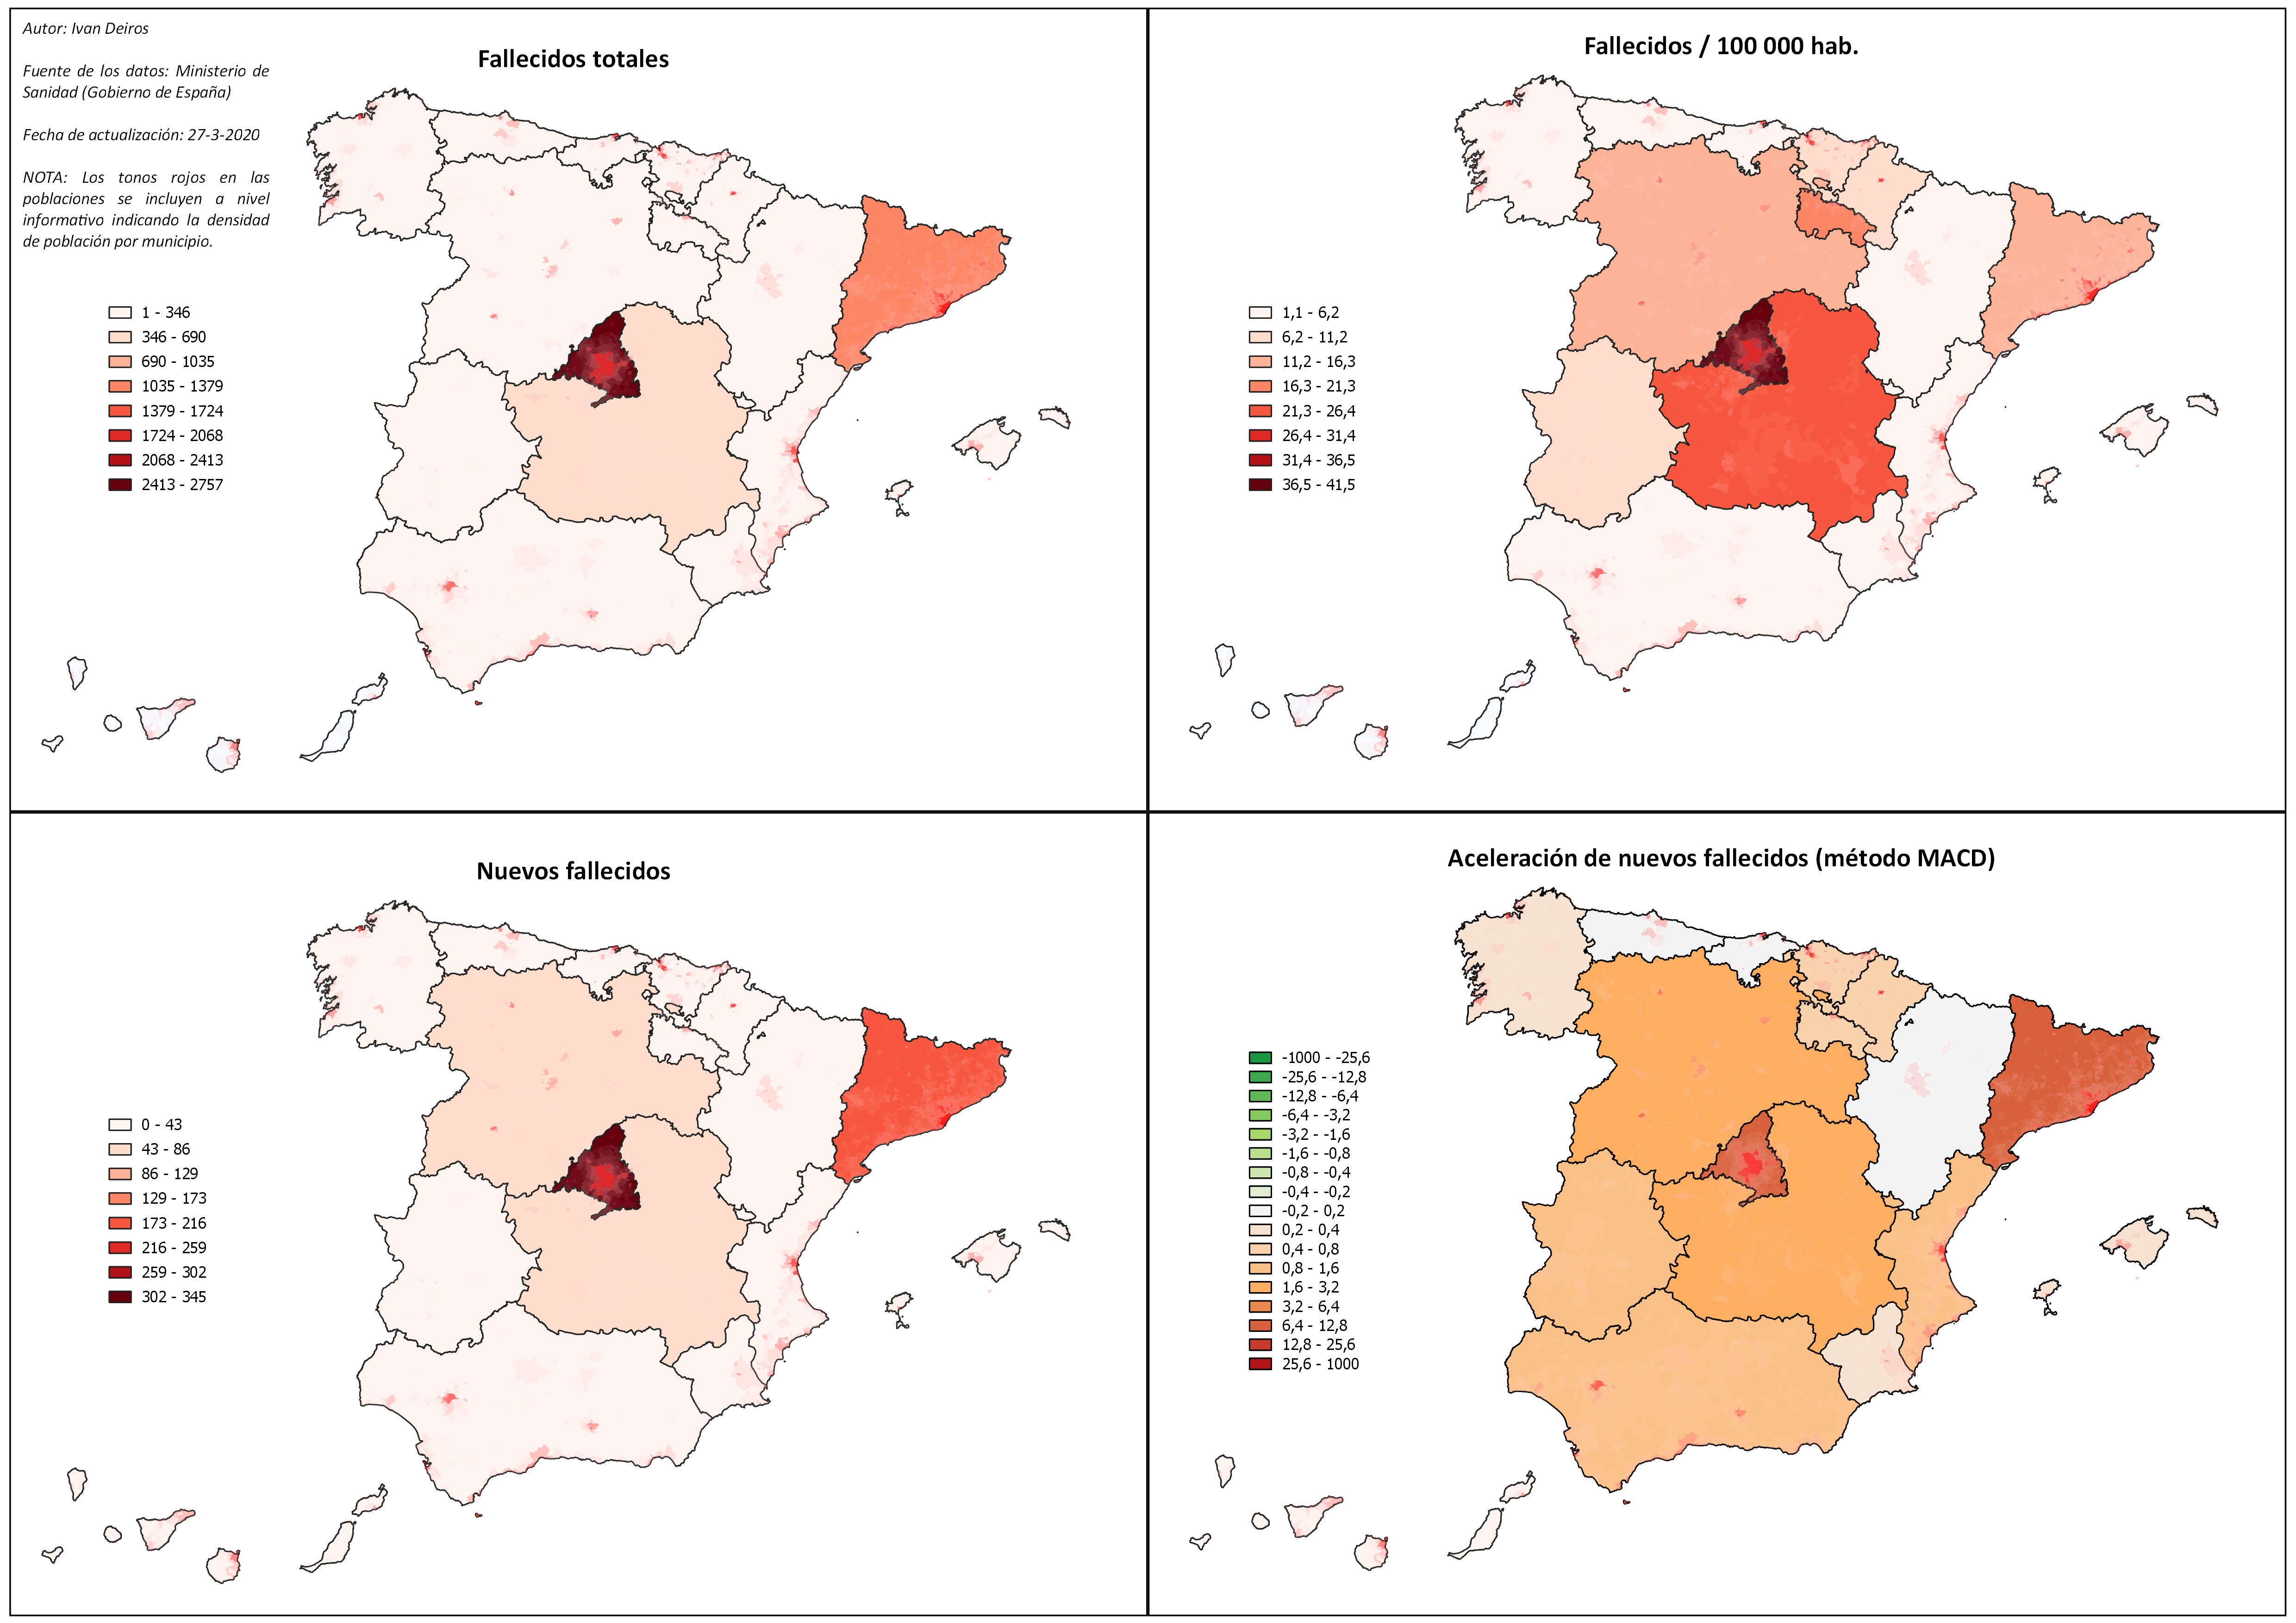 Autor: Ivan Deiros
Fuente de los datos: Ministerio de
Sanidad (Gobierno de España)
Fecha de actualización: 27-3-2020
NOTA: Los tonos rojos en las
poblaciones se incluyen a nivel
informativo indicando la densidad
de población por municipio.
Fallecidos totales
1 - 346
346 - 690
690 - 1035
1035 - 1379
1379 - 1724
1724 - 2068
2068 - 2413
2413 - 2757
Fallecidos / 100 000 hab.
1,1 - 6,2
6,2 - 11,2
11,2 - 16,3
16,3 - 21,3
21,3 - 26,4
26,4 - 31,4
31,4 - 36,5
36,5 - 41,5
Nuevos fallecidos
0 - 43
43 - 86
86 - 129
129 - 173
173 - 216
216 - 259
259 - 302
302 - 345
Aceleración de nuevos fallecidos (método MACD)
-1000 - -25,6
-25,6 - -12,8
-12,8 - -6,4
-6,4 - -3,2
-3,2 - -1,6
-1,6 - -0,8
-0,8 - -0,4
-0,4 - -0,2
-0,2 - 0,2
0,2 - 0,4
0,4 - 0,8
0,8 - 1,6
1,6 - 3,2
3,2 - 6,4
6,4 - 12,8
12,8 - 25,6
25,6 - 1000